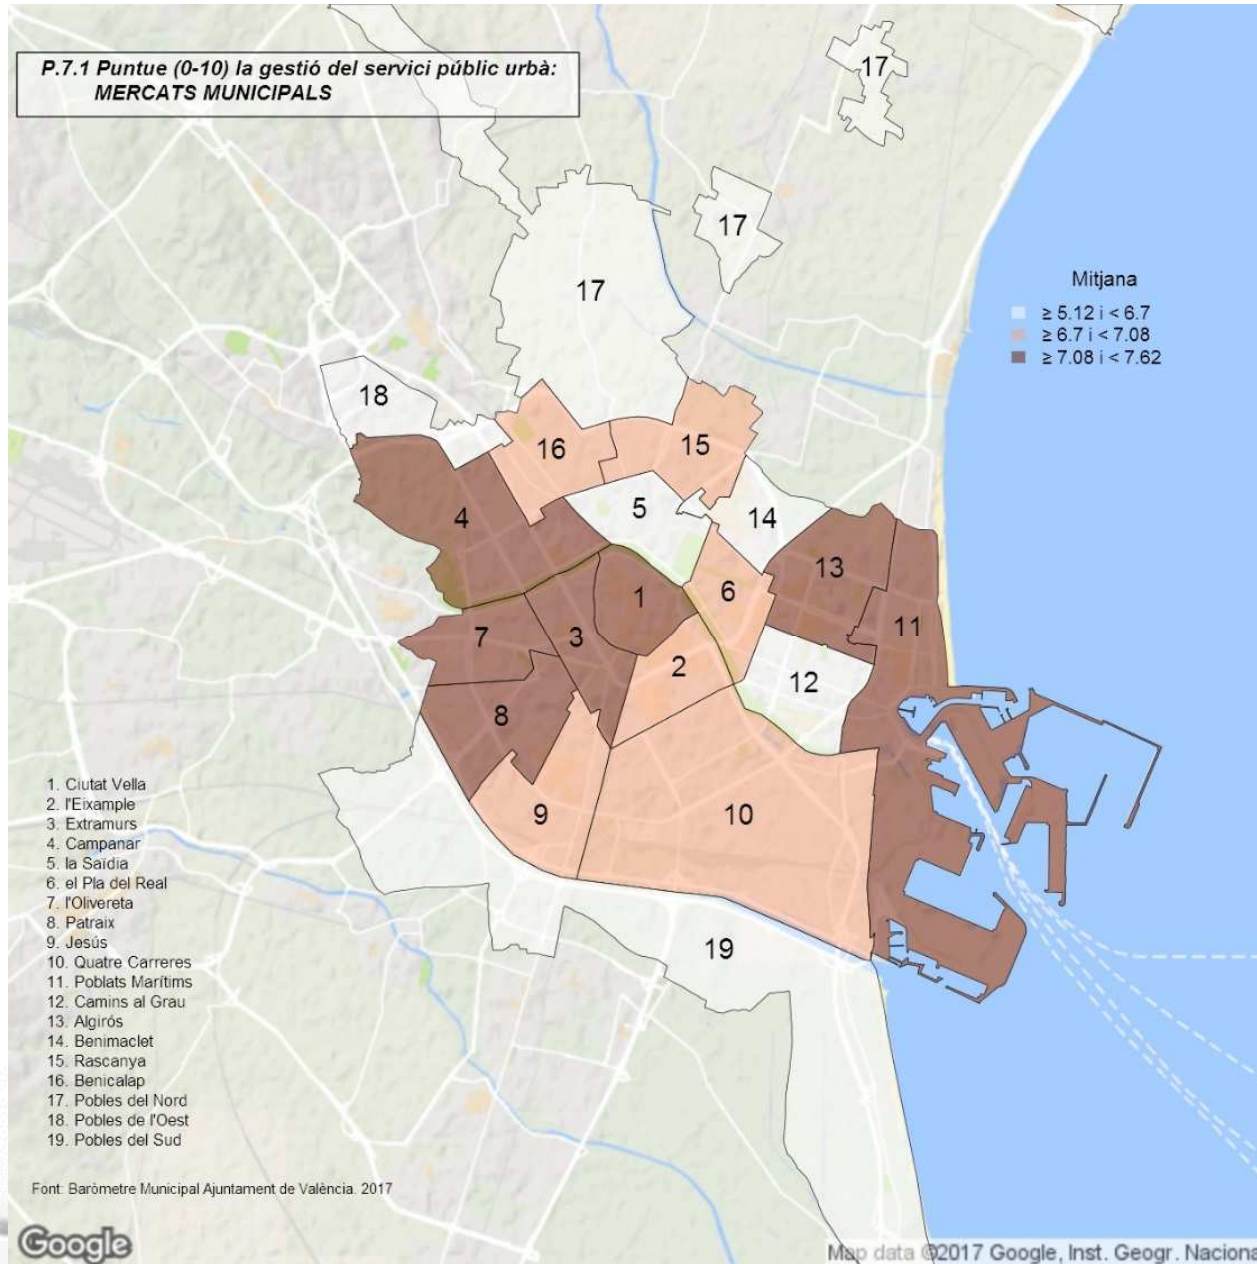 P.7.1 Puntue (0-10) la gestió del servici públic urbà:
MERCATS MUNICIPALS
17
17
17
Mitjana
≥ 5.12 i < 6.7
≥ 6.7 i < 7.08
≥ 7.08 i < 7.62
18
16
15
5
14
4
13
6
1
11
7
3
2
12
8
9
10
19
1. Ciutat Vella
2. l'Eixample
3. Extramurs
4. Campanar
5. la Saïdia
6. el Pla del Real
7. l'Olivereta
8. Patraix
9. Jesús
10. Quatre Carreres
11. Poblats Marítims
12. Camins al Grau
13. Algirós
14. Benimaclet
15. Rascanya
16. Benicalap
17. Pobles del Nord
18. Pobles de l'Oest
19. Pobles del Sud
Font: Baròmetre Municipal Ajuntament de València. 2017
Google
Map data ©2017 Google, Inst. Geogr. Naciona